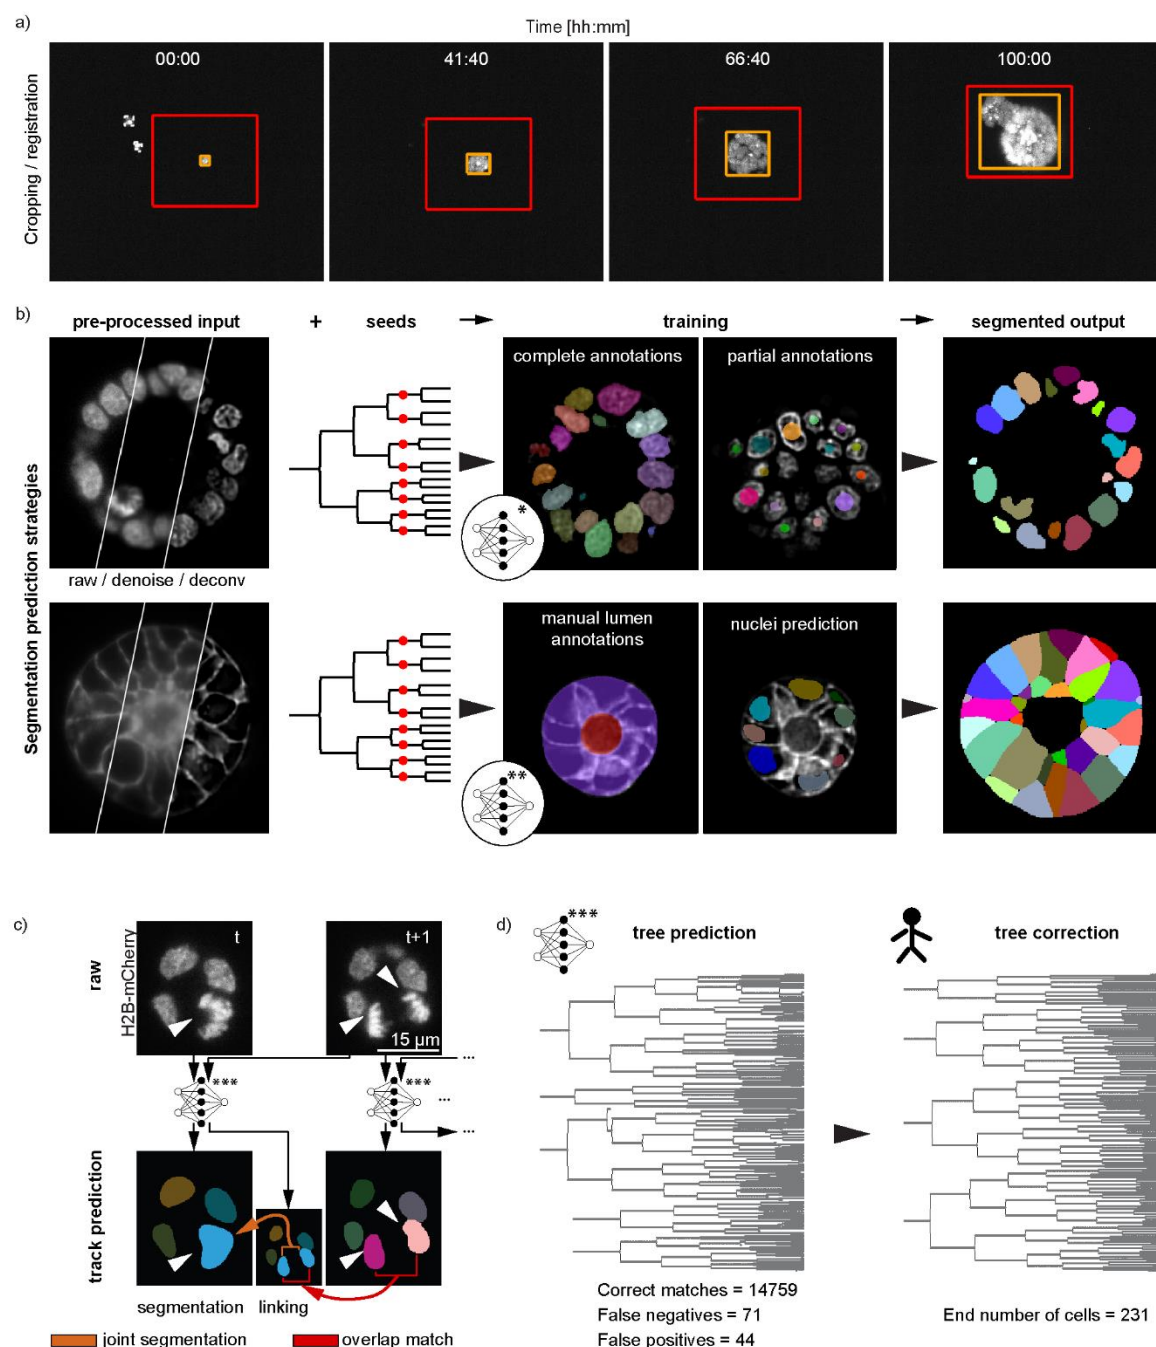 a)
Time [hh:mm]
Cropping / registration
00:00
41:40
66:40
100:00
b)
Segmentation prediction strategies
pre-processed input
+
seeds
training
segmented output
complete annotations
partial annotations
*
raw / denoise / deconv
manual lumen
annotations
nuclei prediction
**
c)
raw
H2B-mCherry
t
t+1
15 µm
***
***
...
...
...
track prediction
segmentation
linking
joint segmentation
overlap match
d)
***
tree prediction
tree correction
Correct matches = 14759
False negatives = 71
False positives = 44
End number of cells = 231